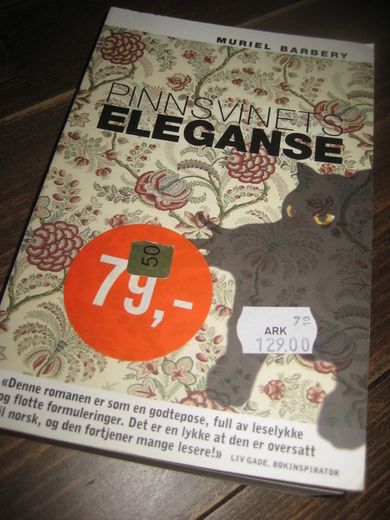 MURIEL BARBERY
PINNSVINETS
ELEGANSE
50
79,-
ARK
129.00
«Denne romanen er som en godtepose, full av leselykke
og flotte formuleringer. Det er en lykke at den er oversatt
til norsk, og den fortjener mange lesere!» LIV GADE, BOKINSPIRATOR